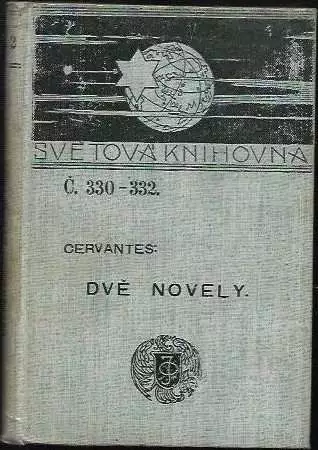 SVĚTOVÁ KNIHOVNA
Č. 330-332.
CERVANTES:
DVĚ NOVELY.